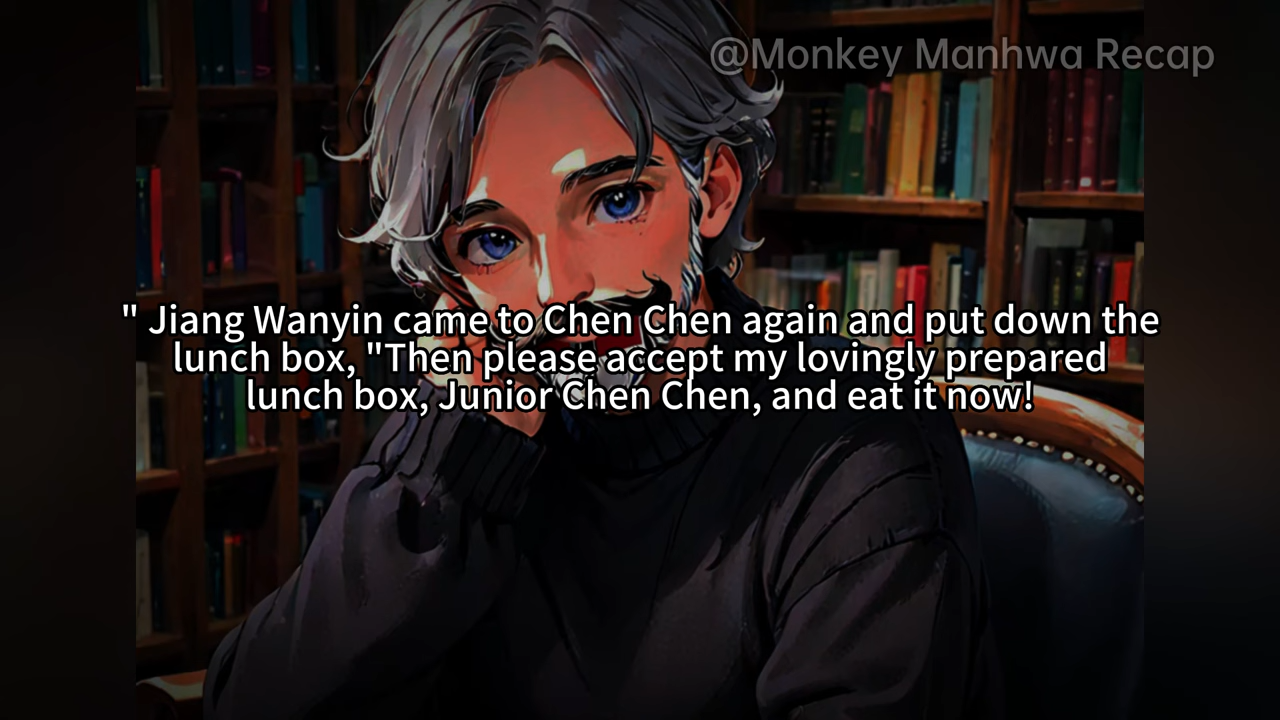 @Monkey Manhwa Recap
" Jiang Wanyin came to Chen Chen again and put down the
lunch box, "Then please accept my lovingly prepared
lunch box, Junior Chen Chen, and eat it now!